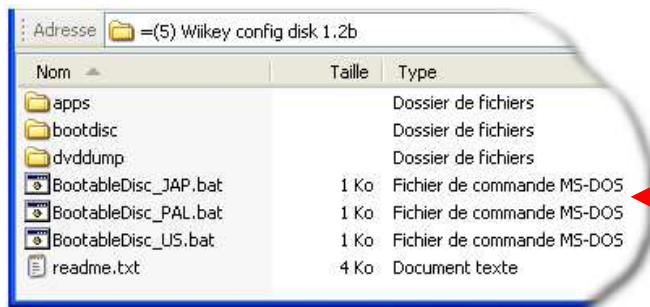 Adresse =(5) Wiikey config disk 1.2b
Nom Taille Type
apps Dossier de fichiers
bootdisc Dossier de fichiers
dvddump Dossier de fichiers
BootableDisc_JAP.bat 1 Ko Fichier de commande MS-DOS
BootableDisc_PAL.bat 1 Ko Fichier de commande MS-DOS
BootableDisc_US.bat 1 Ko Fichier de commande MS-DOS
readme.txt 4 Ko Document texte